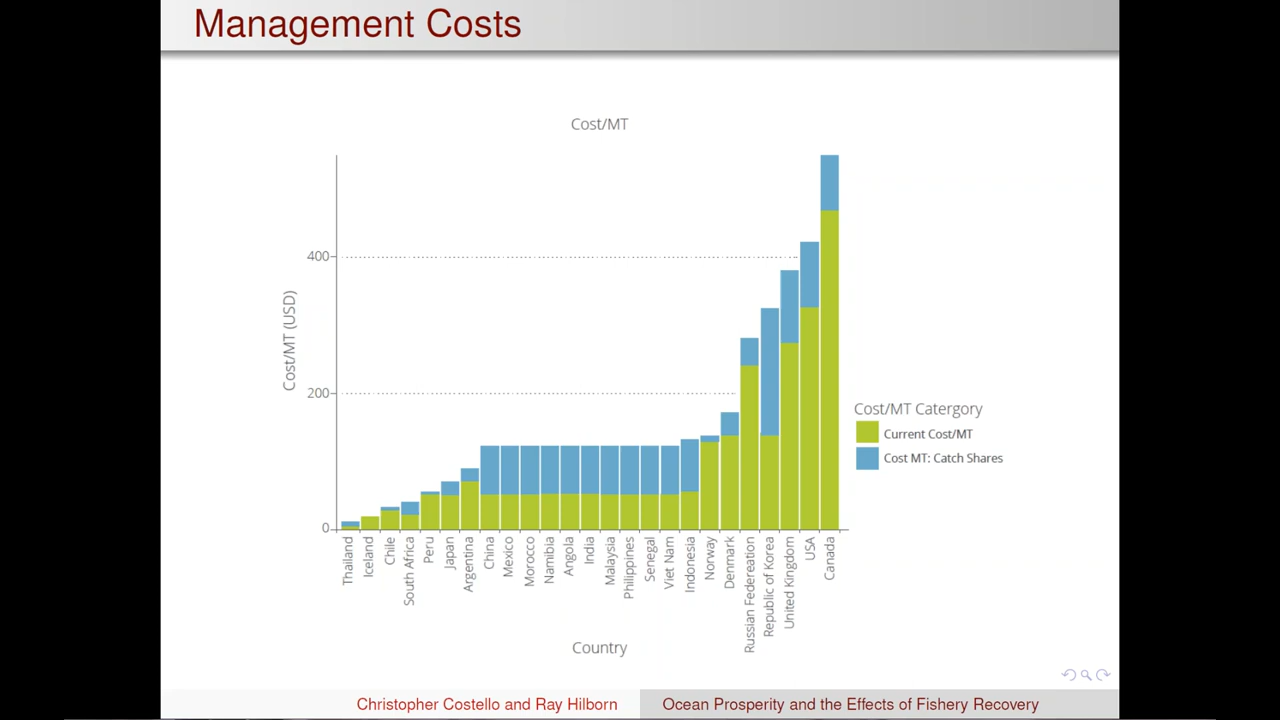 Management Costs
Cost/MT
Cost/MT (USD)
400
200
0
Cost/MT Catergory
Current Cost/MT
Cost MT: Catch Shares
Thailand
Iceland
Chile
South Africa
Peru
Japan
Argentina
China
Mexico
Morocco
Namibia
Angola
India
Malaysia
Philippines
Senegal
Viet Nam
Indonesia
Norway
Denmark
Russian Federeation
Republic of Korea
United Kingdom
USA
Canada
Country
Christopher Costello and Ray Hilborn
Ocean Prosperity and the Effects of Fishery Recovery